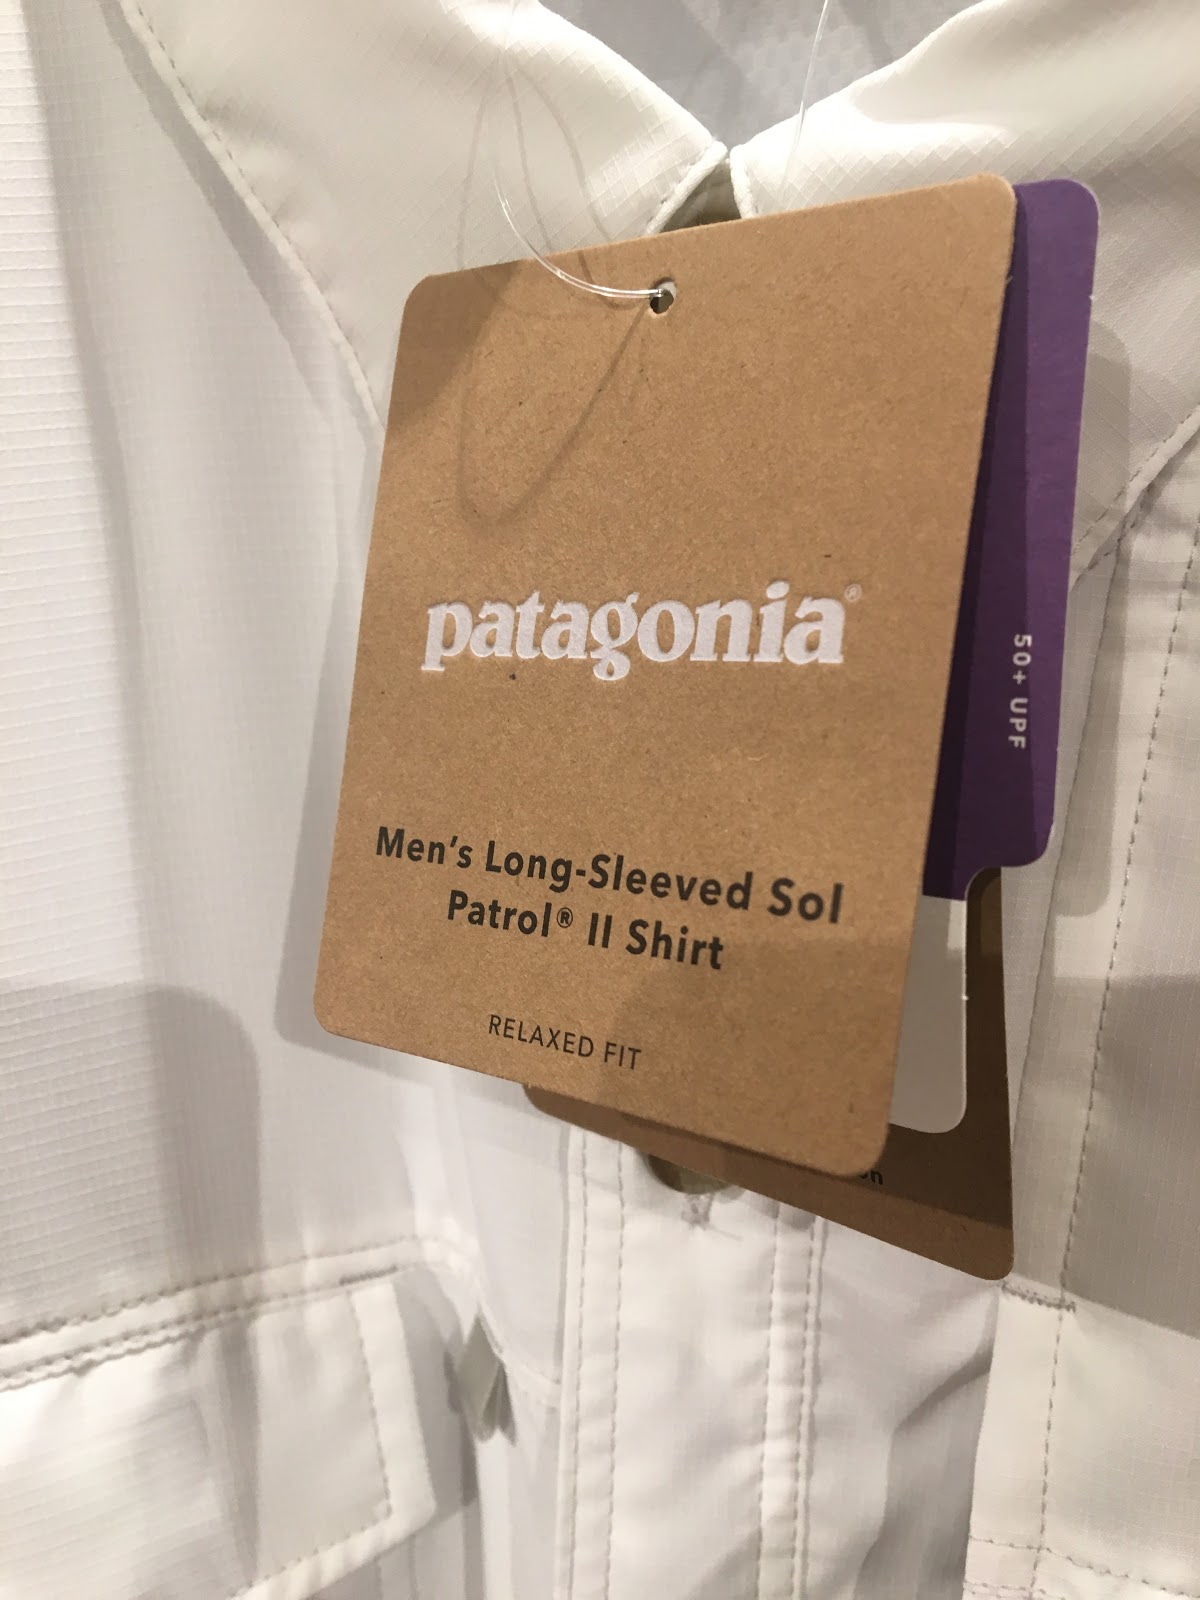 patagonia®
Men's Long-Sleeved Sol
Patrol® II Shirt
RELAXED FIT
50+ UPF